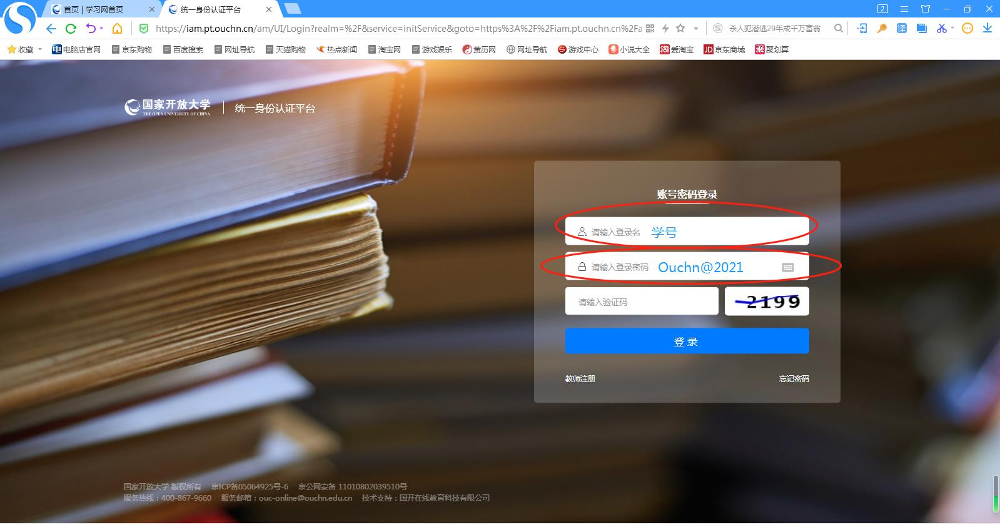 首页 | 学习网首页
统一身份认证平台
2
https://iam.pt.ouchn.cn/am/UI/Login?realm=%2F&service=initService&goto=https%3A%2F%2Fiam.pt.ouchn.cn%2Fa
杀人犯潜逃29年成千万富翁
译
收藏 电脑店官网 京东购物 百度搜索 网址导航 天猫购物 热点新闻 淘宝网 游戏娱乐 黄历网 网址导航 游戏中心 小说大全 爱淘宝 京东商城 聚划算
国家开放大学
THE OPEN UNIVERSITY OF CHINA
统一身份认证平台
账号密码登录
请输入登录名 学号
请输入登录密码 Ouchn@2021
请输入验证码 2199
登 录
教师注册 忘记密码
国家开放大学 版权所有 京ICP备05064925号-6 京公网安备 11010802039510号
服务热线：400-867-9660 服务邮箱：ouc-online@ouchn.edu.cn 技术支持：国开在线教育科技有限公司